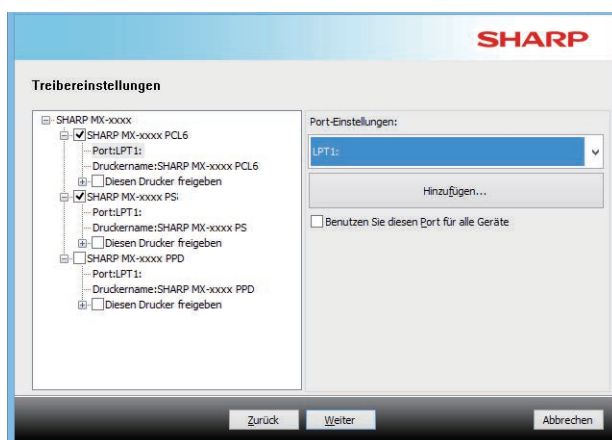 SHARP
Treibereinstellungen
SHARP MX-xxxx
SHARP MX-xxxx PCL6
Port:LPT1:
Druckername:SHARP MX-xxxx PCL6
Diesen Drucker freigeben
SHARP MX-xxxx PS
Port:LPT1:
Druckername:SHARP MX-xxxx PS
Diesen Drucker freigeben
SHARP MX-xxxx PPD
Port:LPT1:
Druckername:SHARP MX-xxxx PPD
Diesen Drucker freigeben
Port-Einstellungen:
LPT1:
Hinzufügen...
Benutzen Sie diesen Port für alle Geräte
Zurück
Weiter
Abbrechen